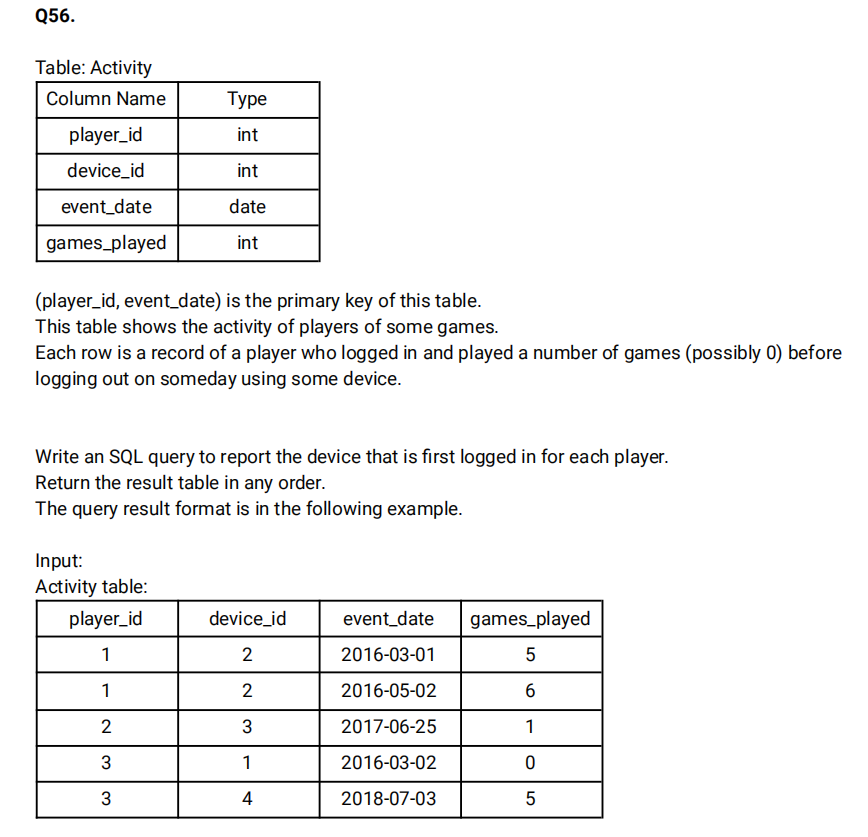 Q56.
Table: Activity
Column Name Type
player_id int
device_id int
event_date date
games_played int
(player_id, event_date) is the primary key of this table.
This table shows the activity of players of some games.
Each row is a record of a player who logged in and played a number of games (possibly 0) before
logging out on someday using some device.
Write an SQL query to report the device that is first logged in for each player.
Return the result table in any order.
The query result format is in the following example.
Input:
Activity table:
player_id device_id event_date games_played
1 2 2016-03-01 5
1 2 2016-05-02 6
2 3 2017-06-25 1
3 1 2016-03-02 0
3 4 2018-07-03 5